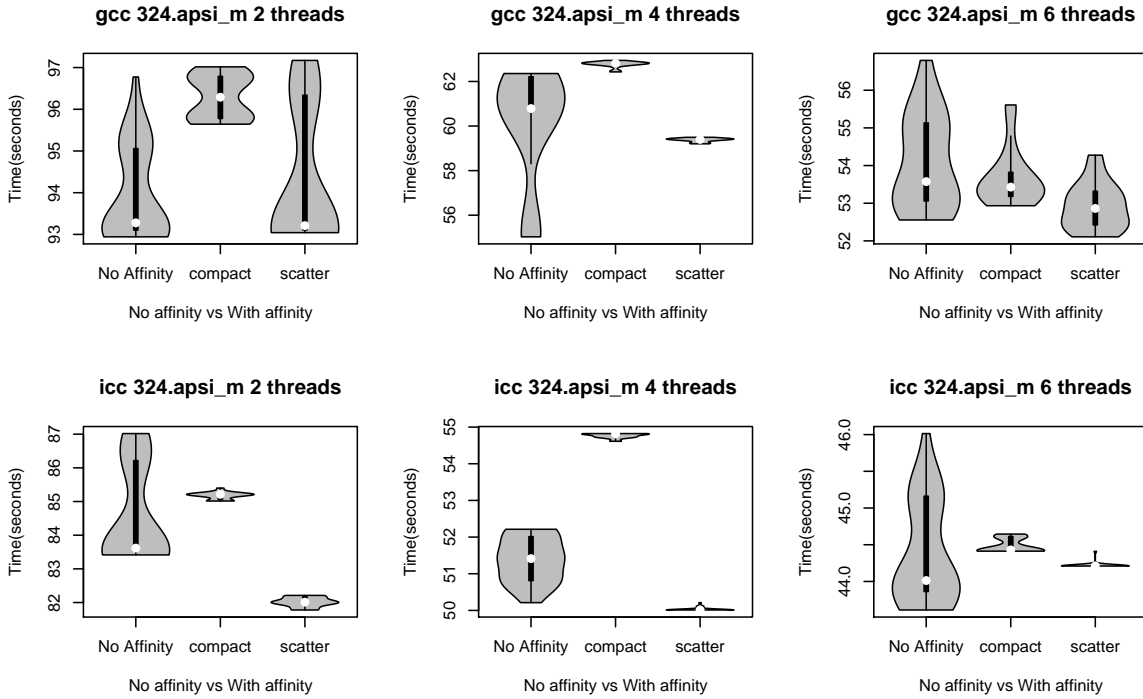 gcc 324.apsi_m 2 threads
Time(seconds)
97
96
95
94
93
No Affinity compact scatter
No affinity vs With affinity
gcc 324.apsi_m 4 threads
Time(seconds)
62
60
58
56
No Affinity compact scatter
No affinity vs With affinity
gcc 324.apsi_m 6 threads
Time(seconds)
56
55
54
53
52
No Affinity compact scatter
No affinity vs With affinity
icc 324.apsi_m 2 threads
Time(seconds)
87
86
85
84
83
82
No Affinity compact scatter
No affinity vs With affinity
icc 324.apsi_m 4 threads
Time(seconds)
55
54
53
52
51
50
No Affinity compact scatter
No affinity vs With affinity
icc 324.apsi_m 6 threads
Time(seconds)
46.0
45.0
44.0
No Affinity compact scatter
No affinity vs With affinity